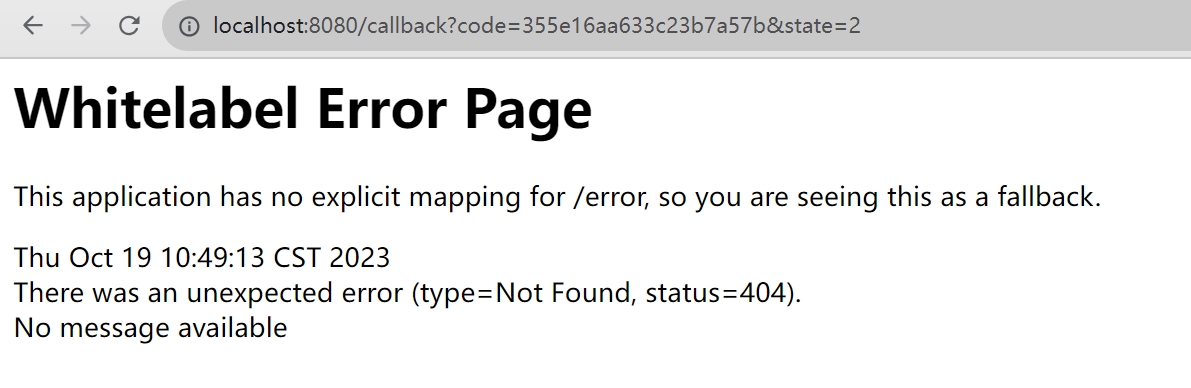 localhost:8080/callback?code=355e16aa633c23b7a57b&state=2
Whitelabel Error Page
This application has no explicit mapping for /error, so you are seeing this as a fallback.
Thu Oct 19 10:49:13 CST 2023
There was an unexpected error (type=Not Found, status=404).
No message available